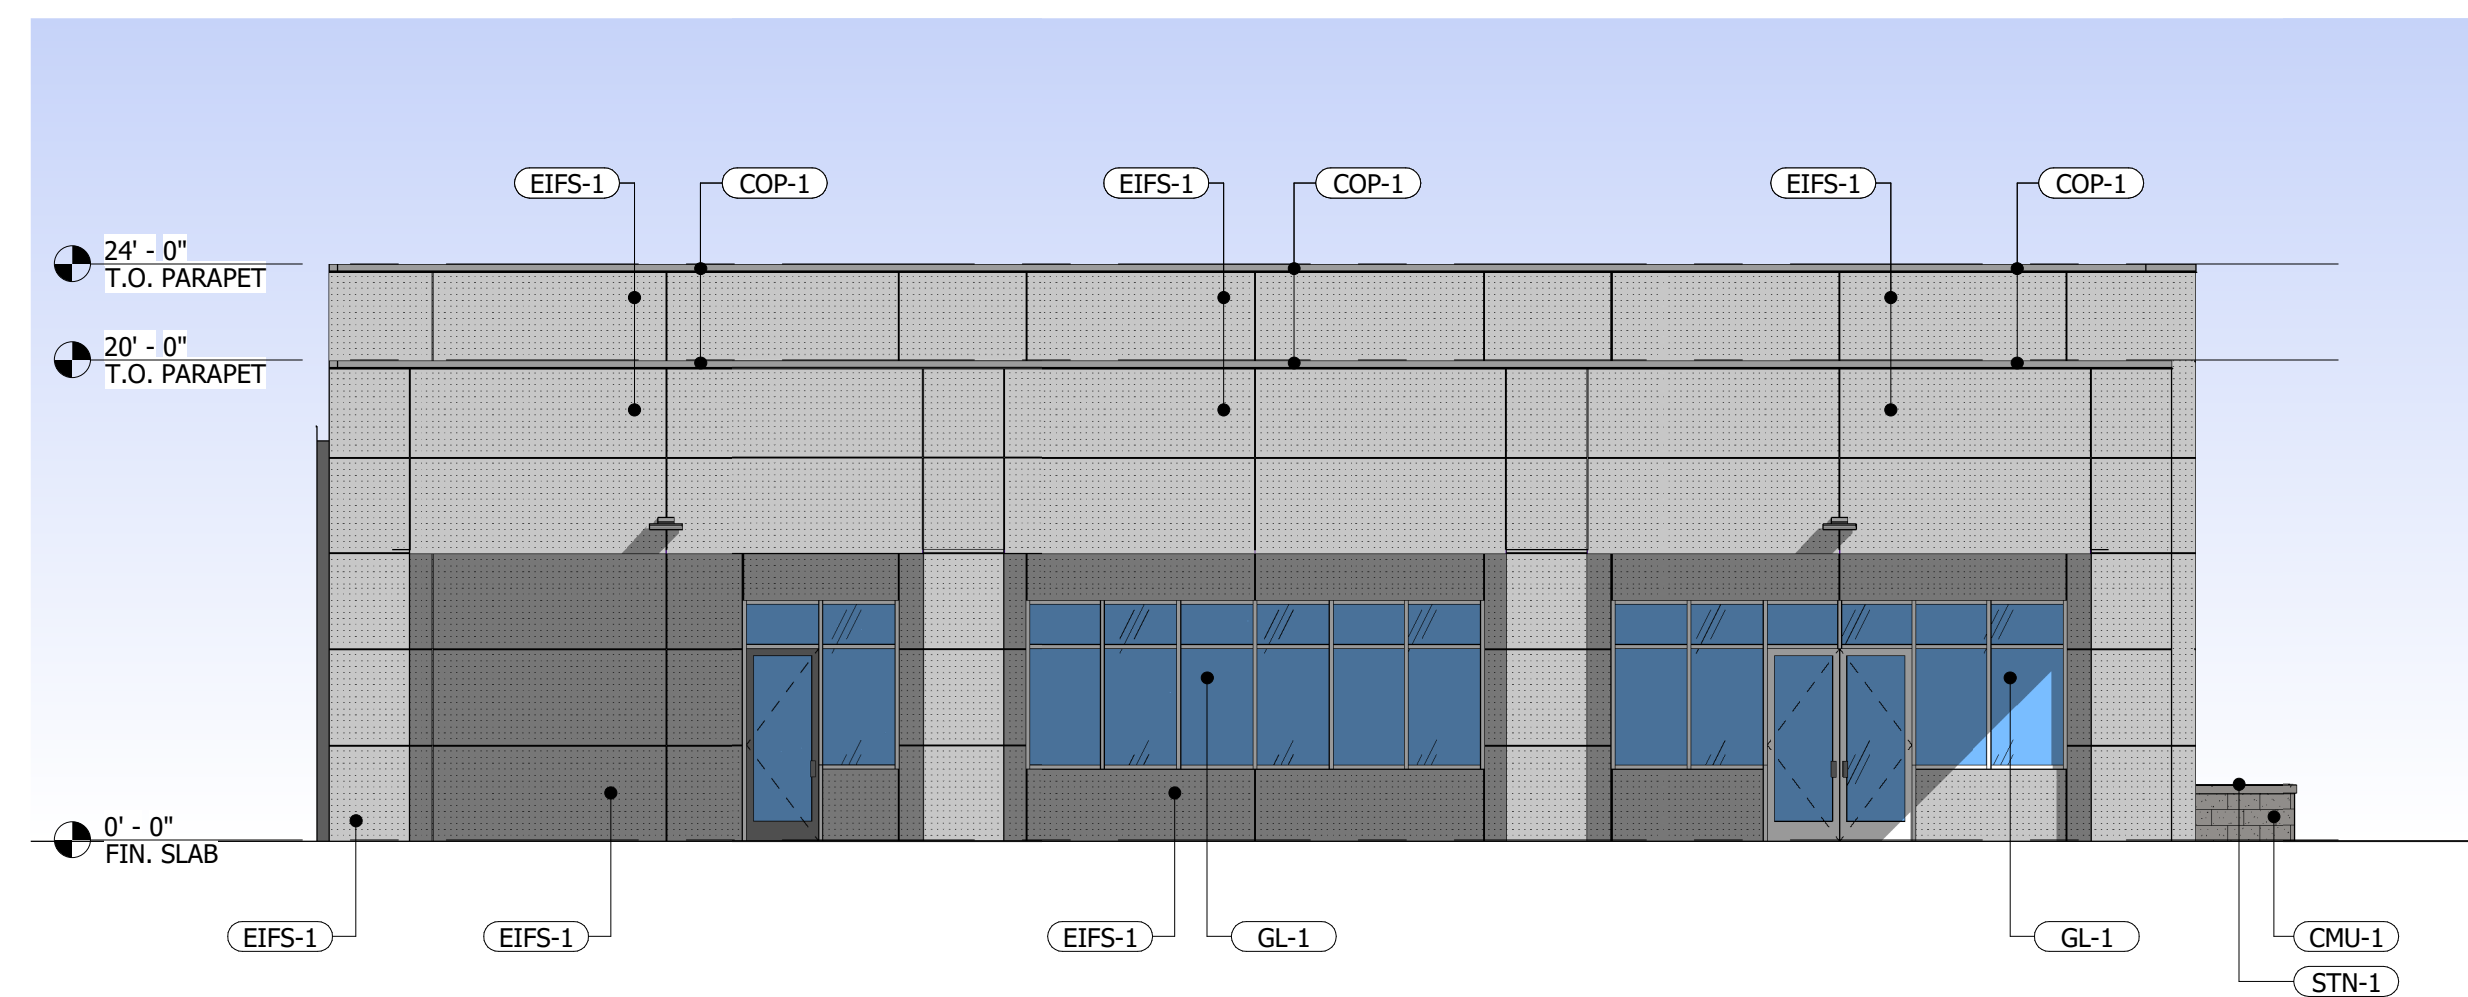 EIFS-1
COP-1
EIFS-1
COP-1
EIFS-1
COP-1
24' - 0"
T.O. PARAPET
20' - 0"
T.O. PARAPET
0' - 0"
FIN. SLAB
EIFS-1
EIFS-1
EIFS-1
GL-1
GL-1
CMU-1
STN-1